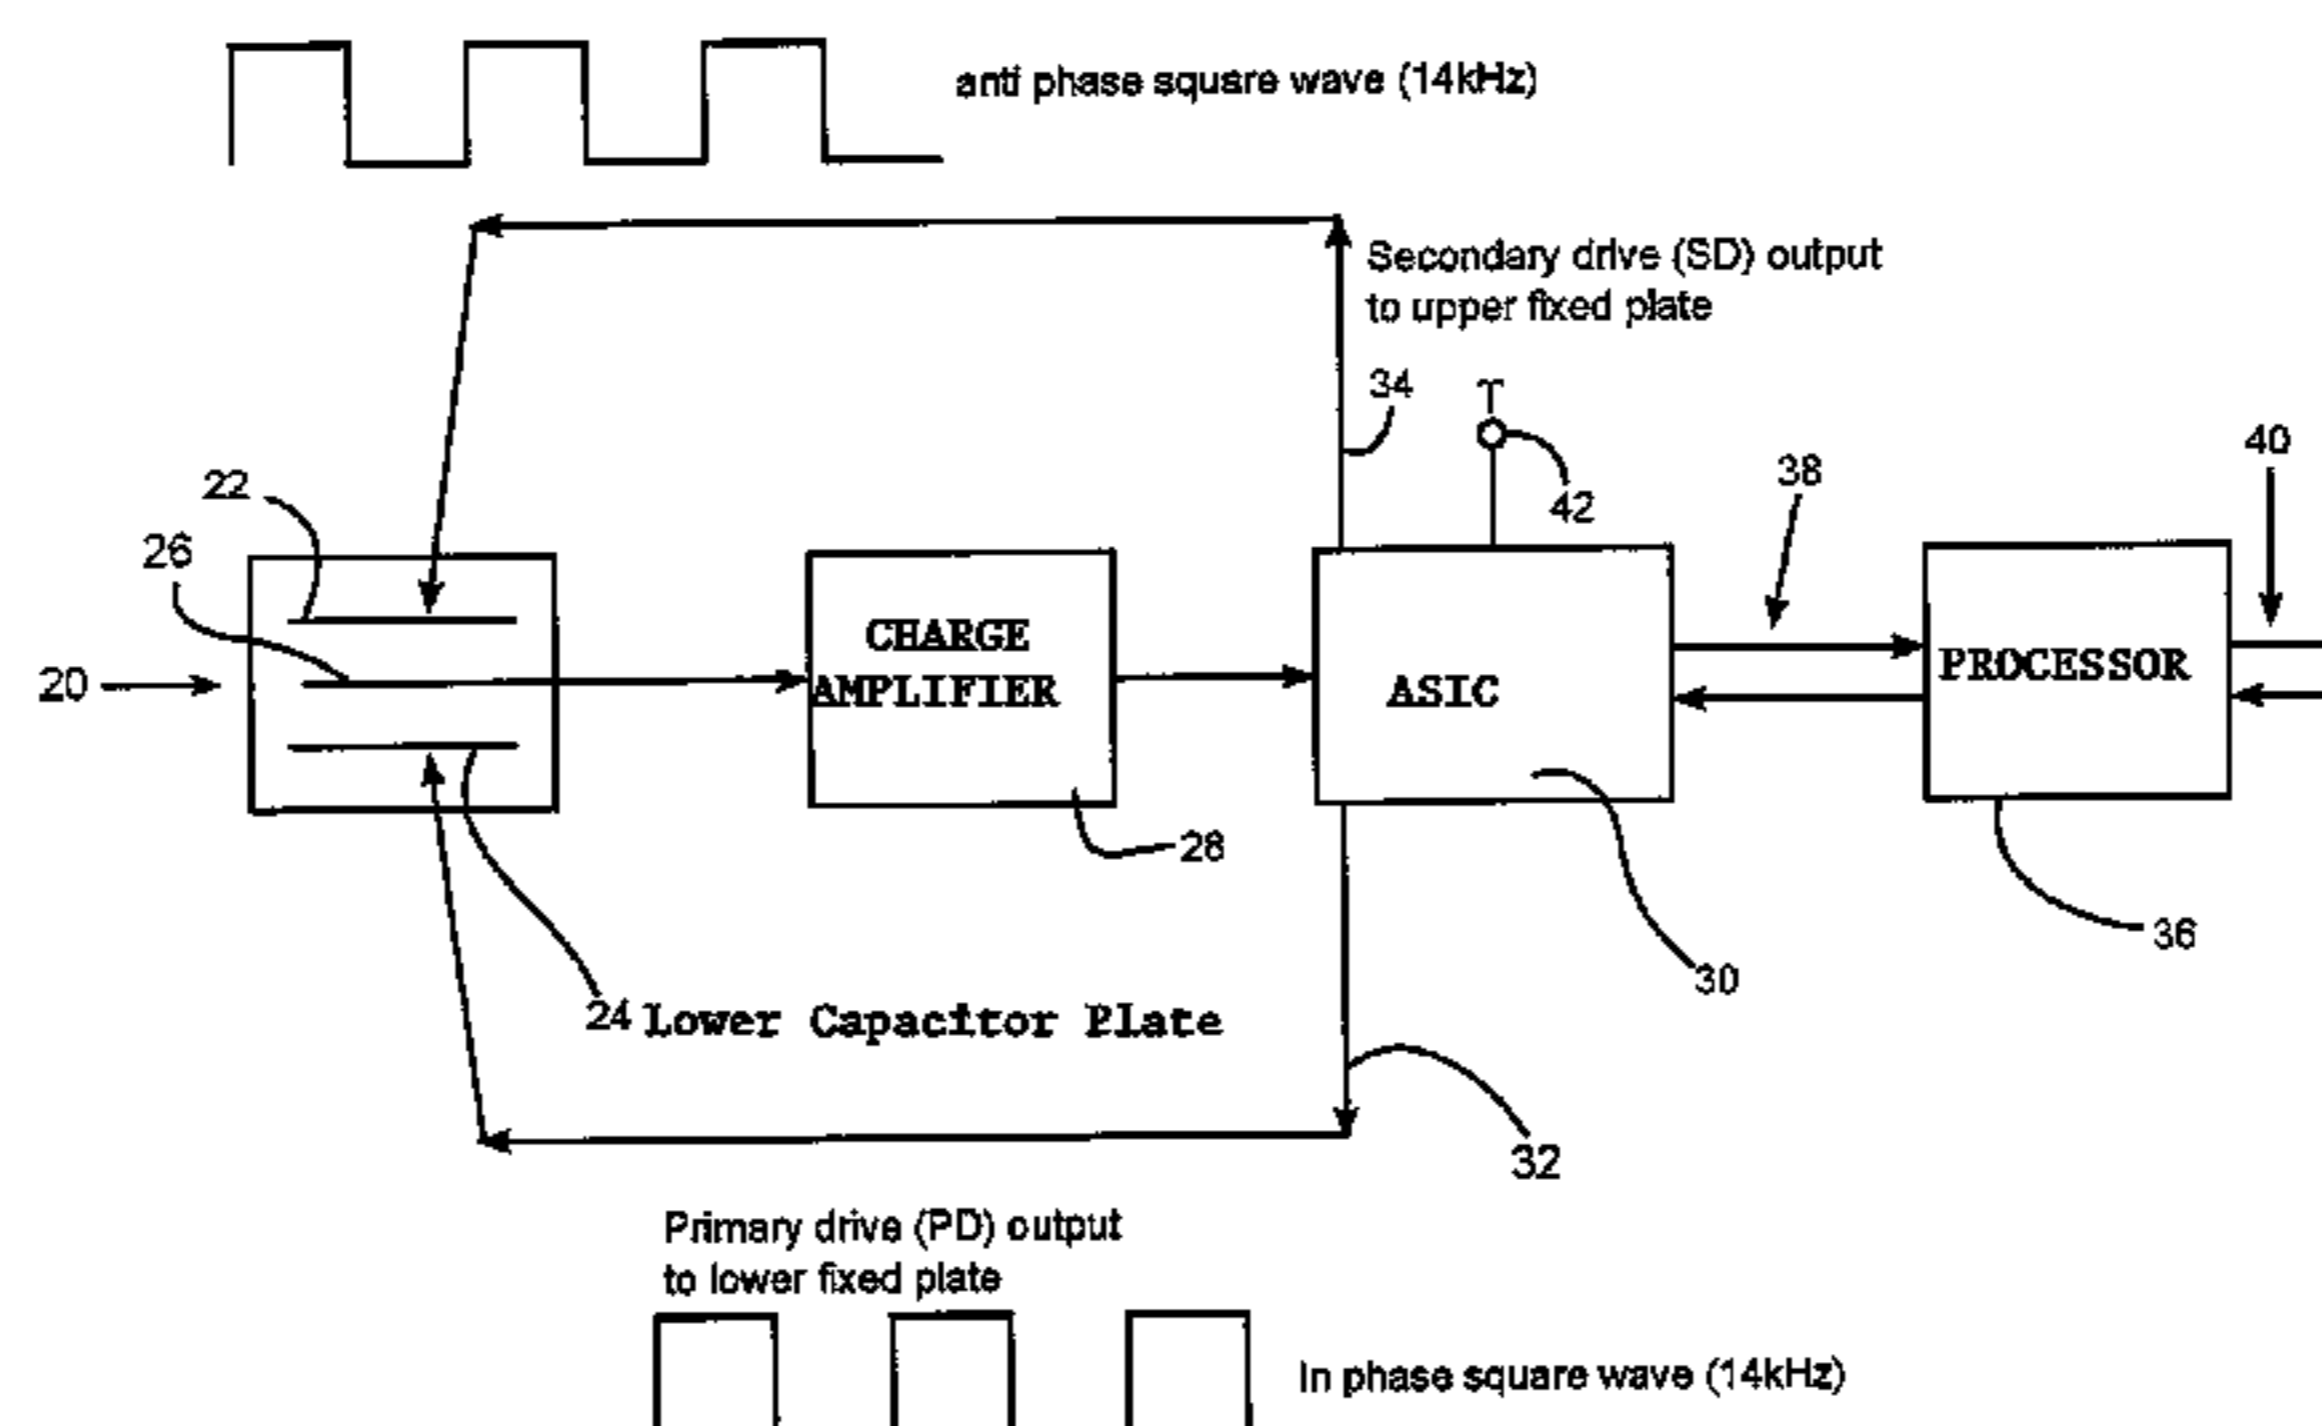 anti phase square wave (14kHz)
Secondary drive (SD) output
to upper fixed plate
34
T
42
38
40
22
26
20
CHARGE
AMPLIFIER
ASIC
PROCESSOR
28
36
30
24 Lower Capacitor Plate
32
Primary drive (PD) output
to lower fixed plate
In phase square wave (14kHz)